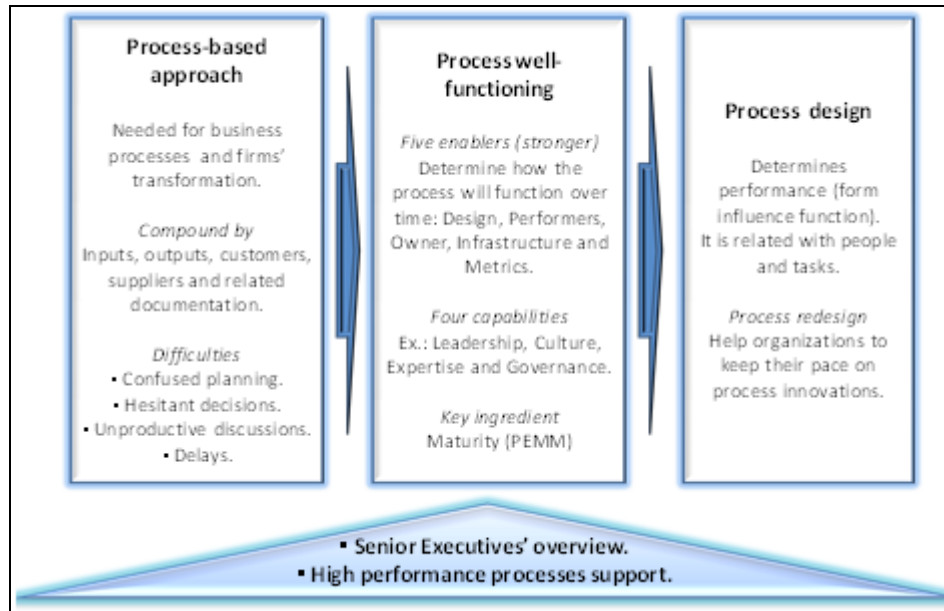 Process-based
approach
Needed for business
processes and firms'
transformation.
Compound by
Inputs, outputs, customers,
suppliers and related
documentation.
Difficulties
▪ Confused planning.
▪ Hesitant decisions.
▪ Unproductive discussions.
▪ Delays.
Process well-
functioning
Five enablers (stronger)
Determine how the
process will function over
time: Design, Performers,
Owner, Infrastructure and
Metrics.
Four capabilities
Ex.: Leadership, Culture,
Expertise and Governance.
Key ingredient
Maturity (PEMM)
Process design
Determines
performance (form
influence function).
It is related with people
and tasks.
Process redesign
Help organizations to
keep their pace on
process innovations.
▪ Senior Executives' overview.
▪ High performance processes support.